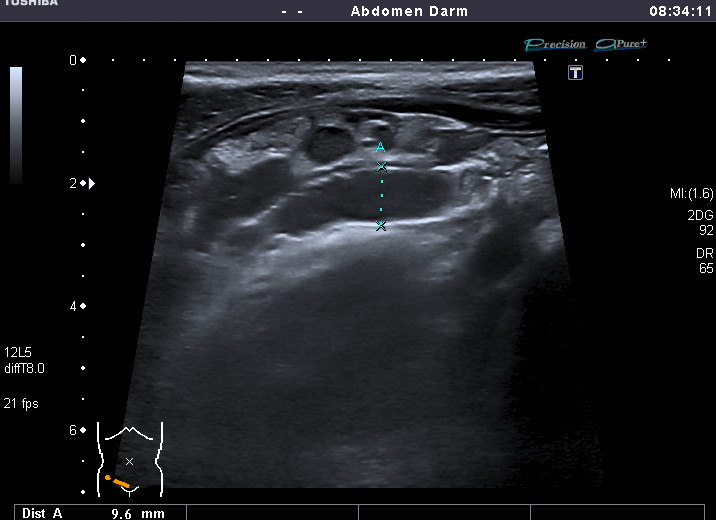 TOSHIBA
- - Abdomen Darm 08:34:11
Precision APure+
0
T
A
2
MI:(1.6)
2DG
92
DR
65
4
12L5
diffT8.0
21 fps
6
Dist A 9.6 mm